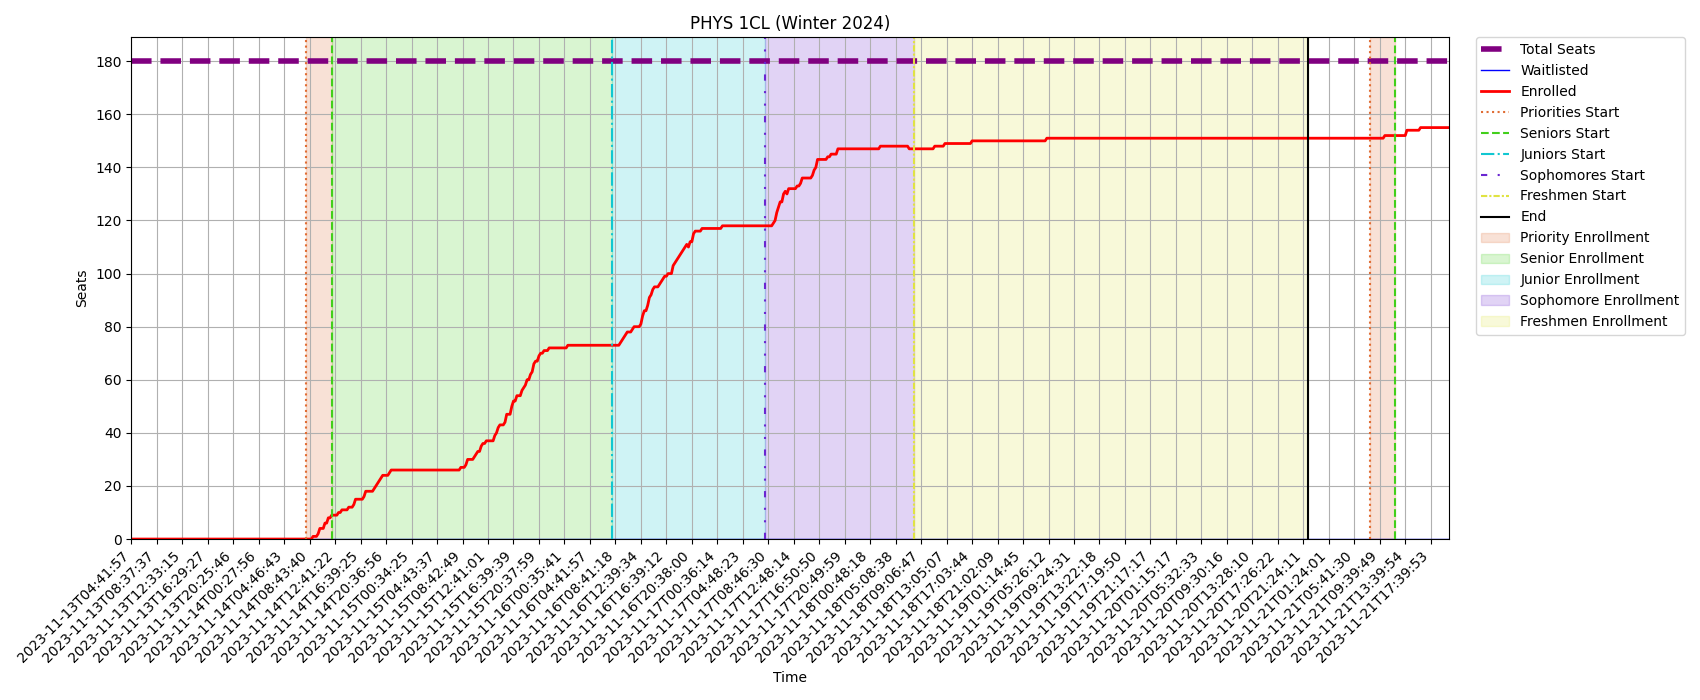 PHYS 1CL (Winter 2024)
Seats
180
160
140
120
100
80
60
40
20
0
Total Seats
Waitlisted
Enrolled
Priorities Start
Seniors Start
Juniors Start
Sophomores Start
Freshmen Start
End
Priority Enrollment
Senior Enrollment
Junior Enrollment
Sophomore Enrollment
Freshmen Enrollment
2023-11-13T04:41:57
2023-11-13T08:37:37
2023-11-13T12:33:15
2023-11-13T16:29:27
2023-11-13T20:25:46
2023-11-14T00:27:56
2023-11-14T04:46:43
2023-11-14T08:43:40
2023-11-14T12:41:22
2023-11-14T16:39:25
2023-11-14T20:36:56
2023-11-15T00:34:25
2023-11-15T04:43:37
2023-11-15T08:42:49
2023-11-15T12:41:01
2023-11-15T16:39:39
2023-11-15T20:37:59
2023-11-16T00:35:41
2023-11-16T04:41:57
2023-11-16T08:41:18
2023-11-16T12:39:34
2023-11-16T16:39:12
2023-11-16T20:38:00
2023-11-17T00:36:14
2023-11-17T04:48:23
2023-11-17T08:46:30
2023-11-17T12:48:14
2023-11-17T16:50:50
2023-11-17T20:49:59
2023-11-18T00:48:18
2023-11-18T05:08:38
2023-11-18T09:06:47
2023-11-18T13:05:07
2023-11-18T17:03:44
2023-11-18T21:02:09
2023-11-19T01:14:45
2023-11-19T05:26:12
2023-11-19T09:24:31
2023-11-19T13:22:18
2023-11-19T17:19:50
2023-11-19T21:17:17
2023-11-20T01:15:17
2023-11-20T05:32:33
2023-11-20T09:30:16
2023-11-20T13:28:10
2023-11-20T17:26:22
2023-11-20T21:24:11
2023-11-21T01:24:01
2023-11-21T05:41:30
2023-11-21T09:39:49
2023-11-21T13:39:54
2023-11-21T17:39:53
Time